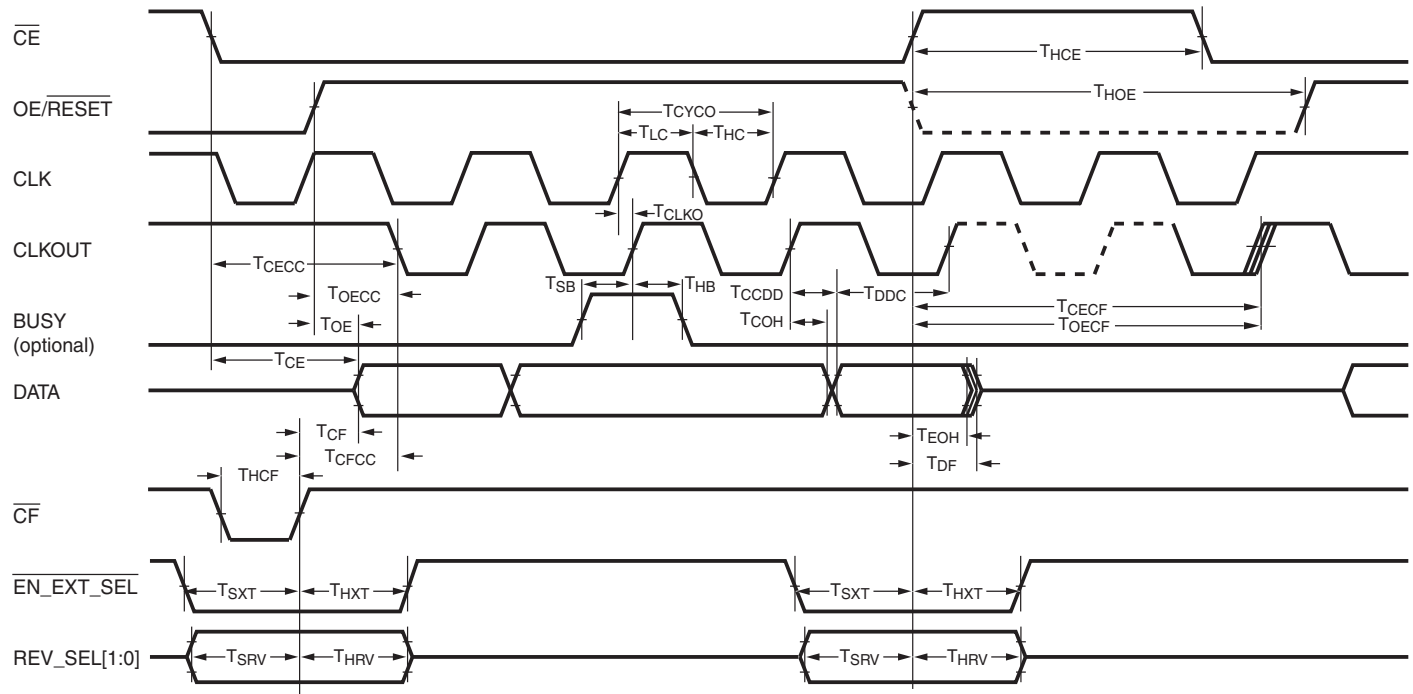 CE
THCE
OE/RESET
THOE
TCYCO
TLC
THC
CLK
TCLKO
CLKOUT
TCECC
TSB
THB
TCCDD
TDDC
TOECC
TCECF
TCOH
TOECF
BUSY
(optional)
TOE
TCE
DATA
TCF
TEOH
TCFCC
TDF
THCF
CF
EN_EXT_SEL
TSXT
THXT
TSXT
THXT
REV_SEL[1:0]
TSRV
THRV
TSRV
THRV